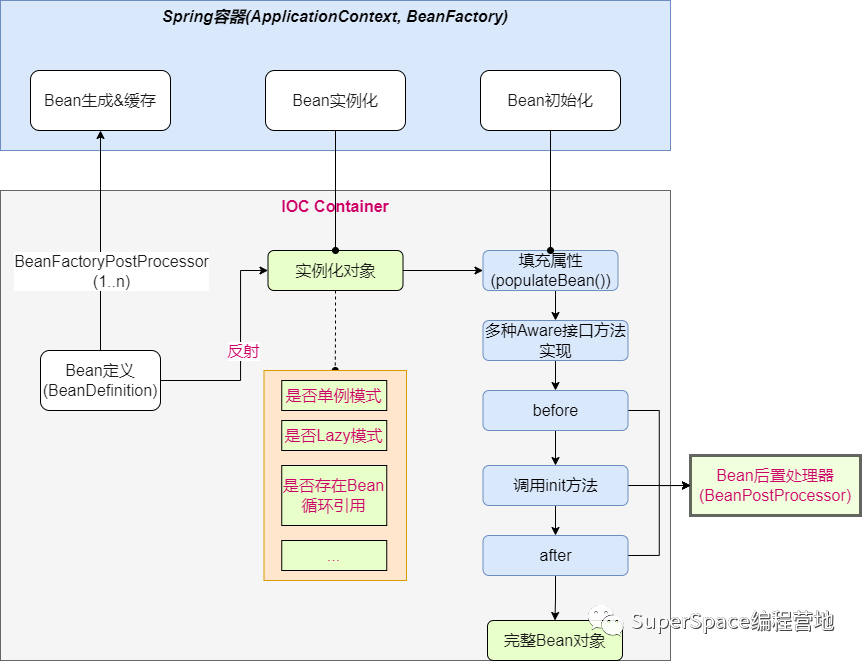 Spring容器(ApplicationContext, BeanFactory)
Bean生成&缓存
Bean实例化
Bean初始化
IOC Container
BeanFactoryPostProcessor
(1..n)
实例化对象
填充属性
(populateBean())
反射
多种Aware接口方法
实现
Bean定义
(BeanDefinition)
是否单例模式
before
是否Lazy模式
是否存在Bean
循环引用
调用init方法
Bean后置处理器
(BeanPostProcessor)
...
after
完整Bean对象
SuperSpace编程营地